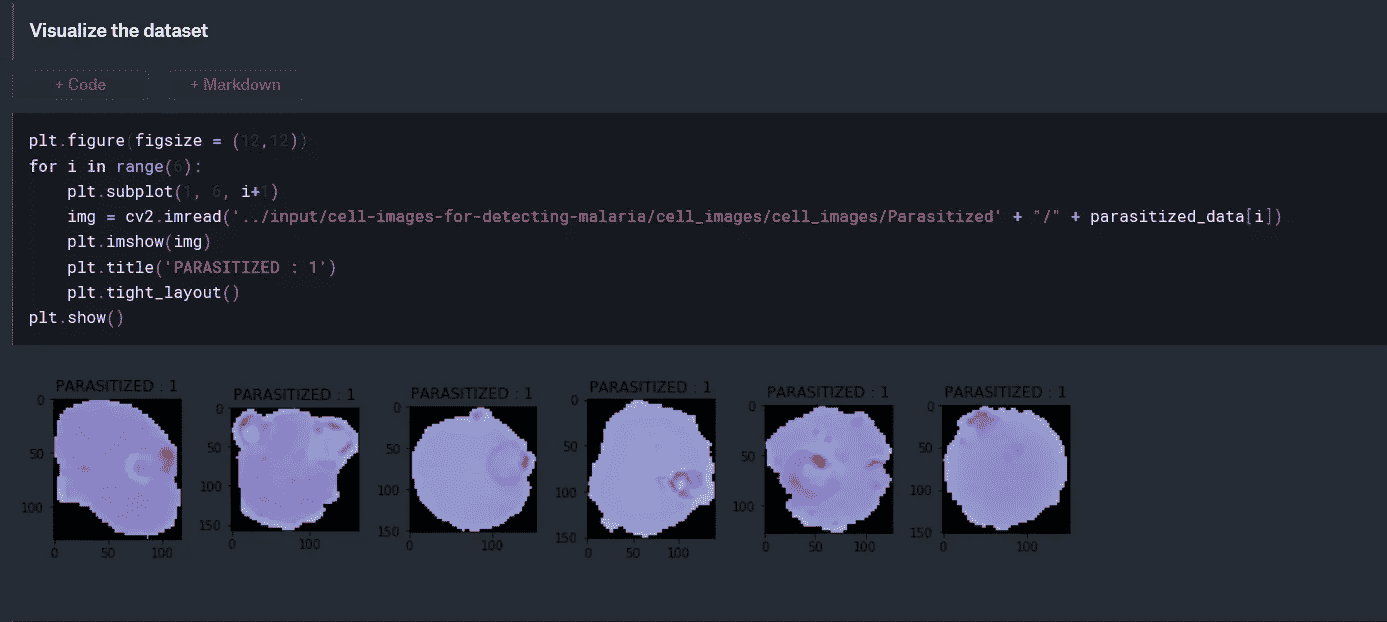 Visualize the dataset
+ Code + Markdown
plt.figure(figsize = (12,12))
for i in range(6):
plt.subplot(1, 6, i+1)
img = cv2.imread('../input/cell-images-for-detecting-malaria/cell_images/cell_images/Parasitized' + "/" + parasitized_data[i])
plt.imshow(img)
plt.title('PARASITIZED : 1')
plt.tight_layout()
plt.show()
PARASITIZED : 1 PARASITIZED : 1 PARASITIZED : 1 PARASITIZED : 1 PARASITIZED : 1 PARASITIZED : 1
0 0 0 0 0 0
50 50 50 50 50 50
100 100 100 100 100 100
150 150 150 150
0 50 100 0 100 0 100 0 50 100 0 50 100 0 100